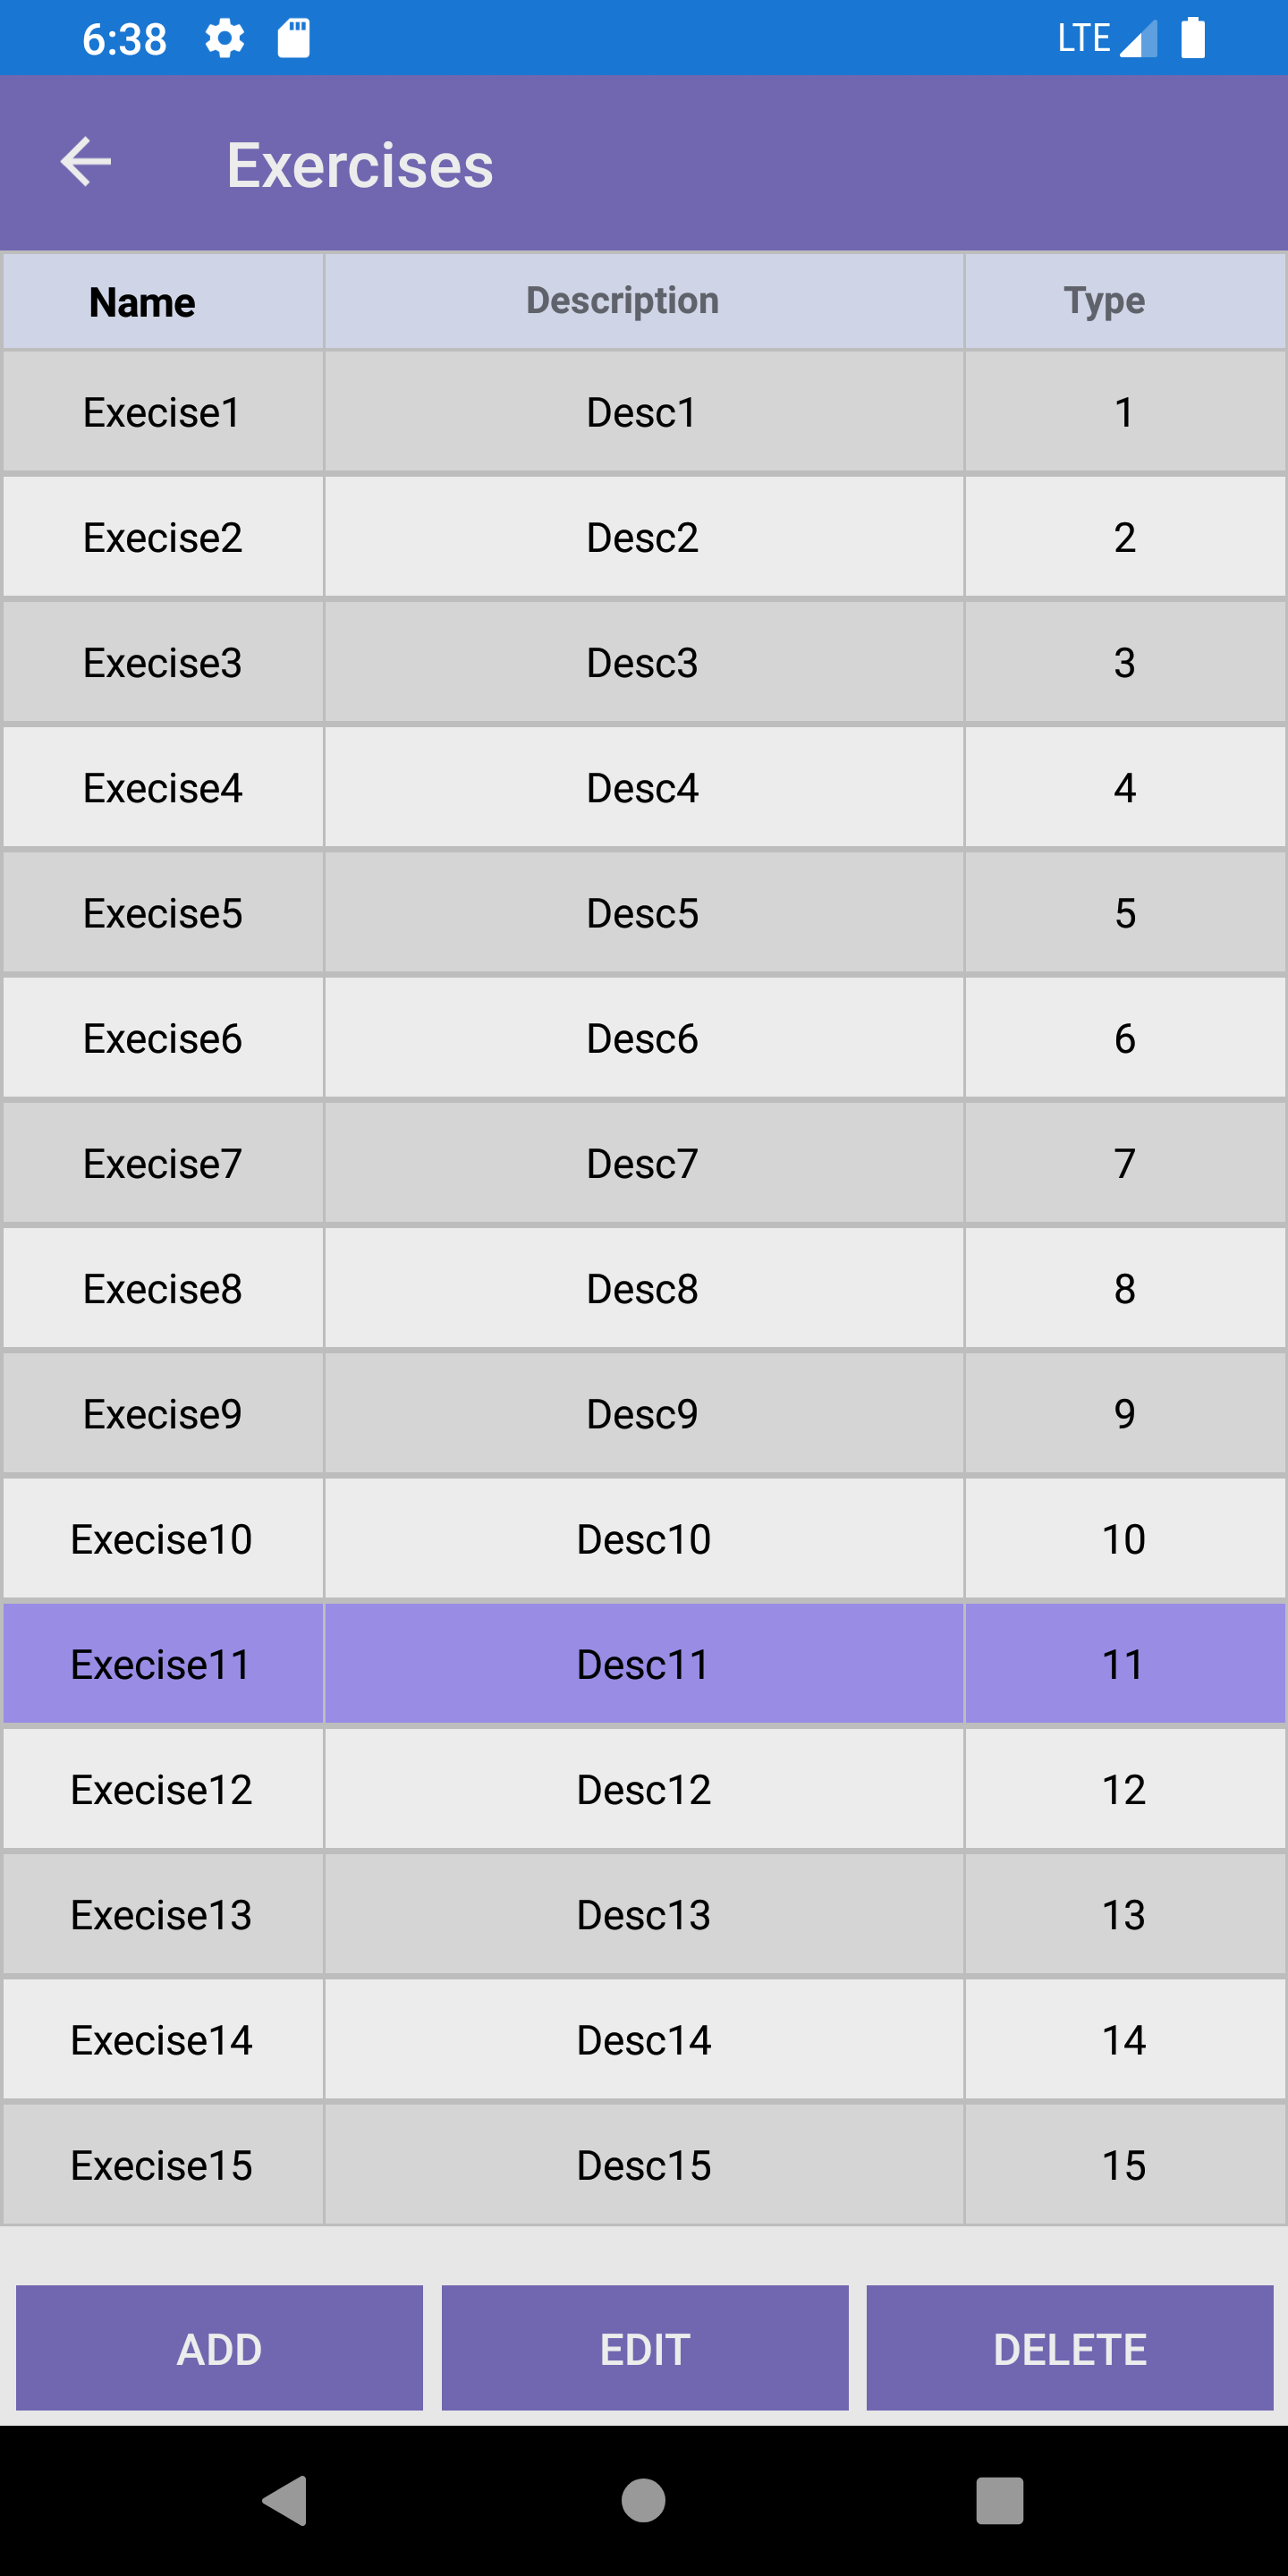 6:38 LTE
Exercises
Name Description Type
Execise1 Desc1 1
Execise2 Desc2 2
Execise3 Desc3 3
Execise4 Desc4 4
Execise5 Desc5 5
Execise6 Desc6 6
Execise7 Desc7 7
Execise8 Desc8 8
Execise9 Desc9 9
Execise10 Desc10 10
Execise11 Desc11 11
Execise12 Desc12 12
Execise13 Desc13 13
Execise14 Desc14 14
Execise15 Desc15 15
ADD EDIT DELETE